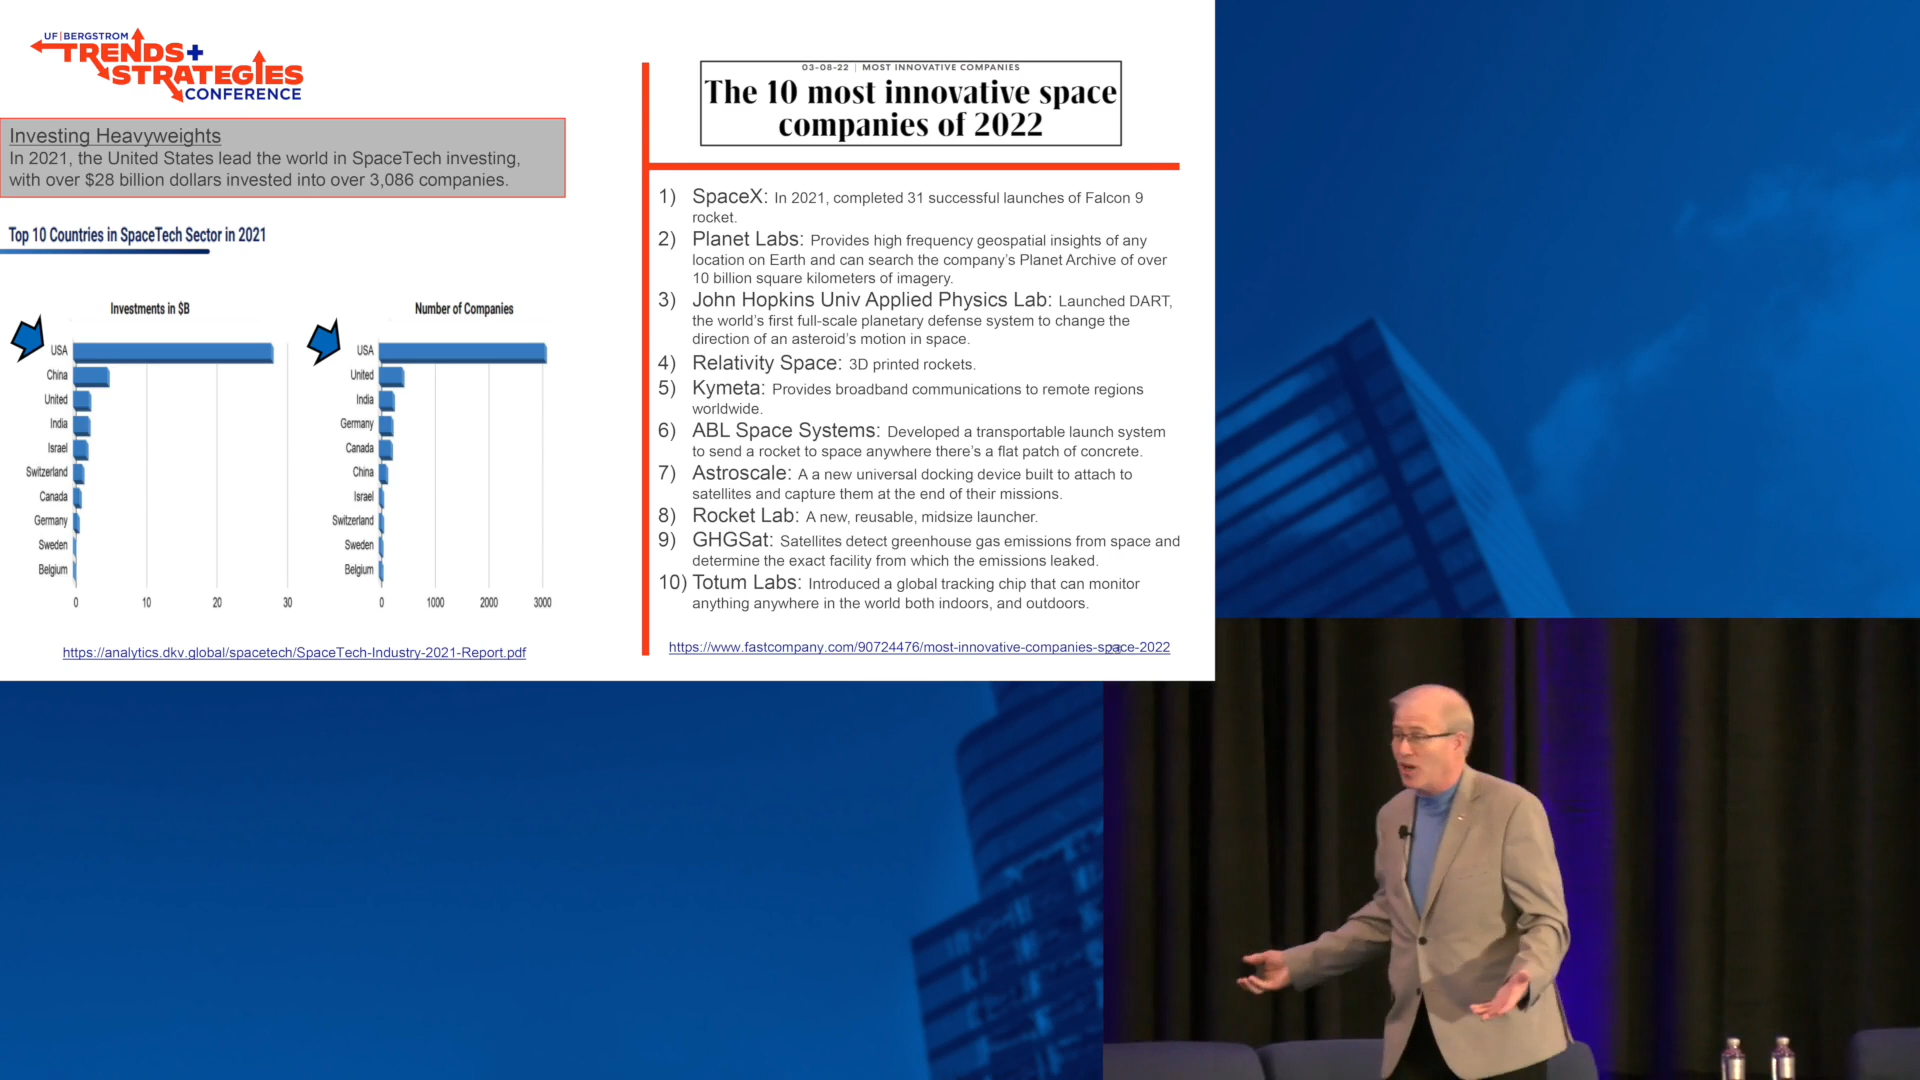 UF|BERGSTROM
TRENDS+
STRATEGIES
CONFERENCE
Investing Heavyweights
In 2021, the United States lead the world in SpaceTech investing,
with over $28 billion dollars invested into over 3,086 companies.
Top 10 Countries in SpaceTech Sector in 2021
Investments in $B
USA
China
United
India
Israel
Switzerland
Canada
Germany
Sweden
Belgium
0 10 20 30
Number of Companies
USA
United
India
Germany
Canada
China
Israel
Switzerland
Sweden
Belgium
0 1000 2000 3000
https://analytics.dkv.global/spacetech/SpaceTech-Industry-2021-Report.pdf
03-08-22 | MOST INNOVATIVE COMPANIES
The 10 most innovative space
companies of 2022
1) SpaceX: In 2021, completed 31 successful launches of Falcon 9
rocket.
2) Planet Labs: Provides high frequency geospatial insights of any
location on Earth and can search the company's Planet Archive of over
10 billion square kilometers of imagery.
3) John Hopkins Univ Applied Physics Lab: Launched DART,
the world's first full-scale planetary defense system to change the
direction of an asteroid's motion in space.
4) Relativity Space: 3D printed rockets.
5) Kymeta: Provides broadband communications to remote regions
worldwide.
6) ABL Space Systems: Developed a transportable launch system
to send a rocket to space anywhere there's a flat patch of concrete.
7) Astroscale: A a new universal docking device built to attach to
satellites and capture them at the end of their missions.
8) Rocket Lab: A new, reusable, midsize launcher.
9) GHGSat: Satellites detect greenhouse gas emissions from space and
determine the exact facility from which the emissions leaked.
10) Totum Labs: Introduced a global tracking chip that can monitor
anything anywhere in the world both indoors, and outdoors.
https://www.fastcompany.com/90724476/most-innovative-companies-space-2022